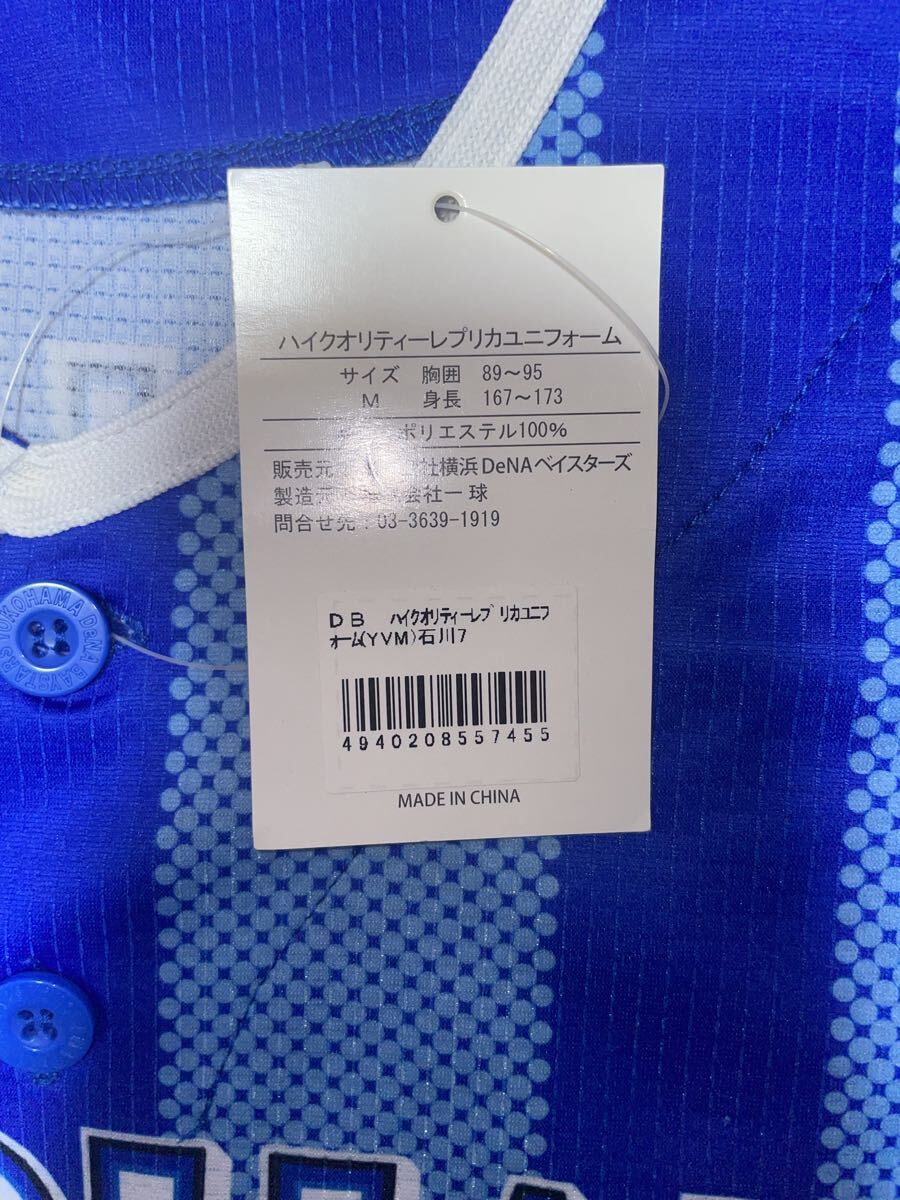 ハイクオリティーレプリカユニフォーム
サイズ 胸囲 89～95
M 身長 167～173
ポリエステル100%
販売元 社横浜DeNAベイスターズ
製造元 会社一球
問合せ先：03-3639-1919
DB ハイクオリティーレプリカユニフ
ォーム(YVM)石川7
4940208557455
MADE IN CHINA
YOKOHAMA DeNA BAYSTARS